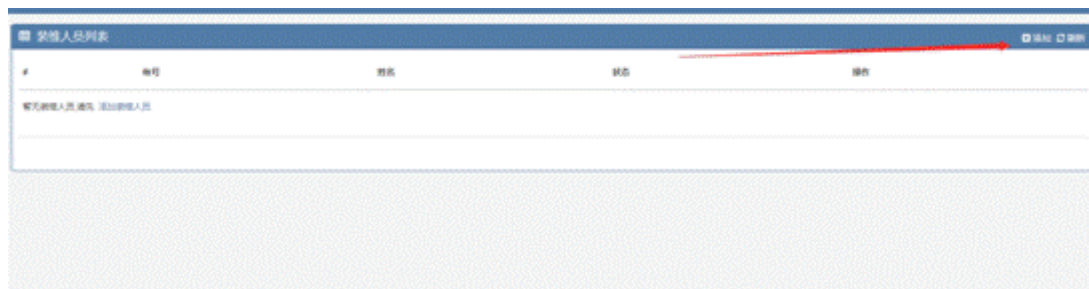 装维人员列表 添加 刷新
# 帐号 姓名 状态 操作
暂无装维人员,请先 添加装维人员